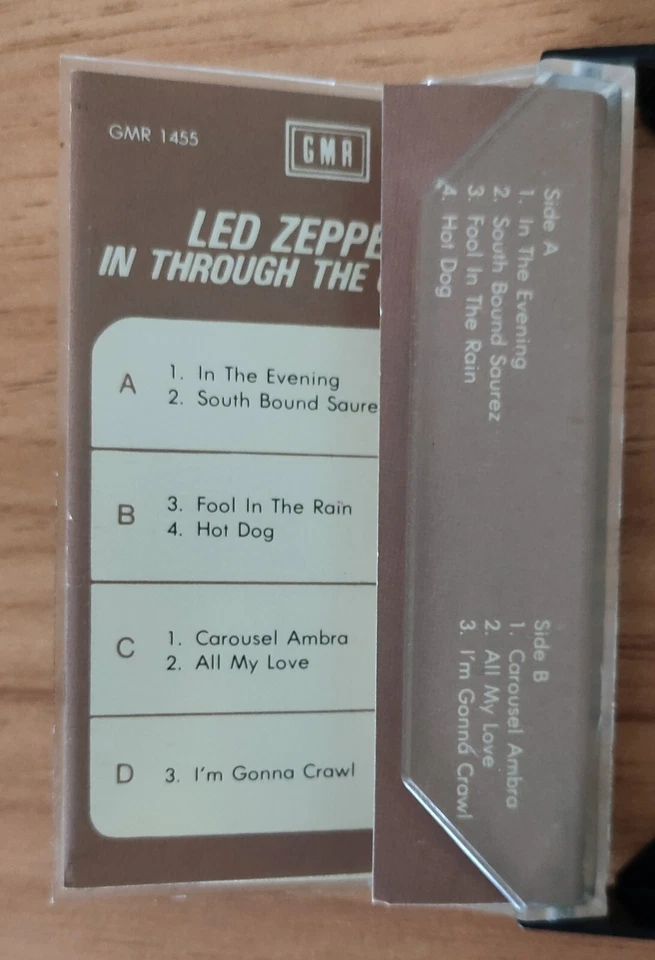 GMR 1455
GMR
LED ZEPPE
IN THROUGH THE
A
1. In The Evening
2. South Bound Saure
B
3. Fool In The Rain
4. Hot Dog
C
1. Carousel Ambra
2. All My Love
D
3. I'm Gonna Crawl
Side A
1. In The Evening
2. South Bound Saurez
3. Fool In The Rain
4. Hot Dog
Side B
1. Carousel Ambra
2. All My Love
3. I'm Gonna Crawl